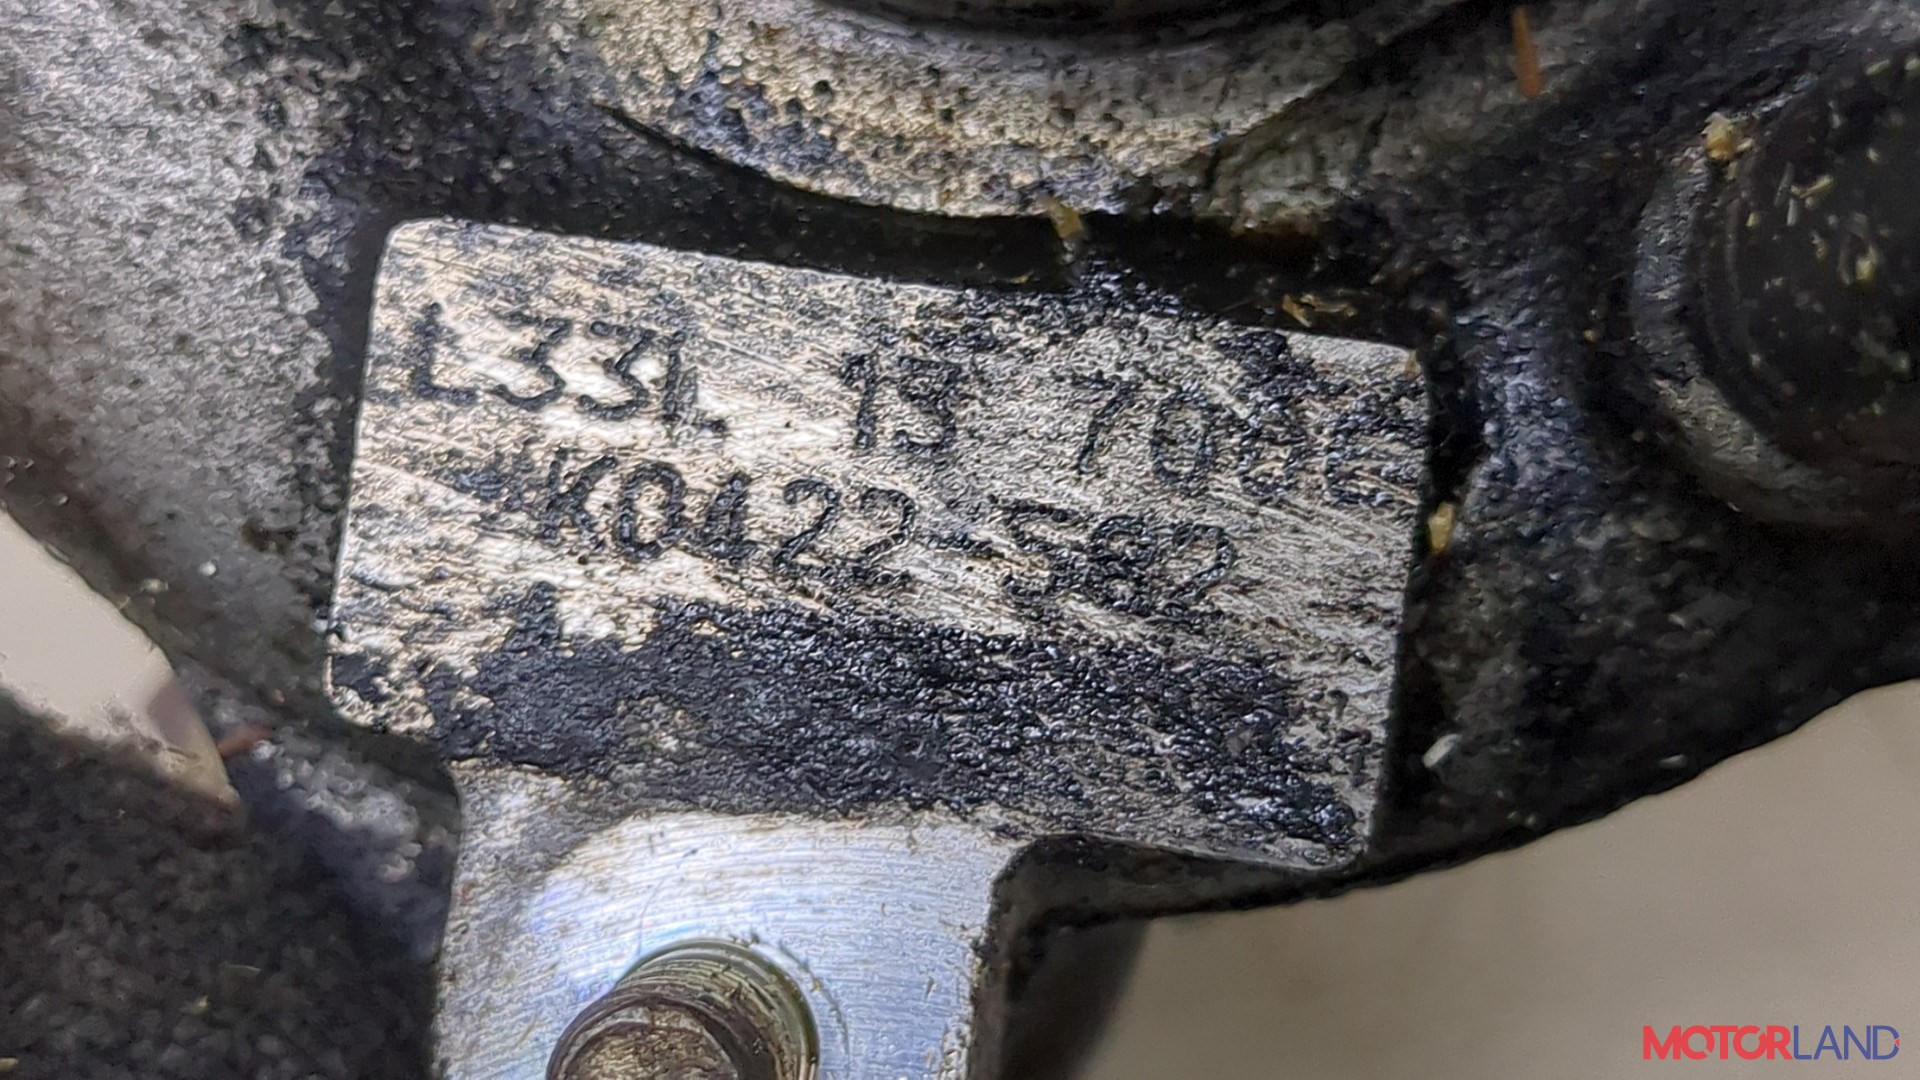 L33L 13 700C
K0422-582
MOTORLAND